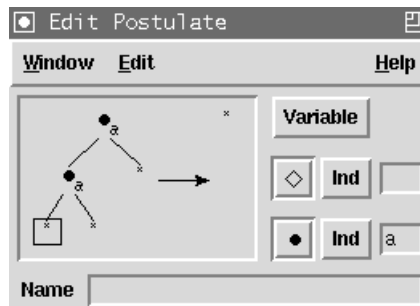 Edit Postulate
Window Edit Help
Variable
a
a
Ind
Ind a
Name